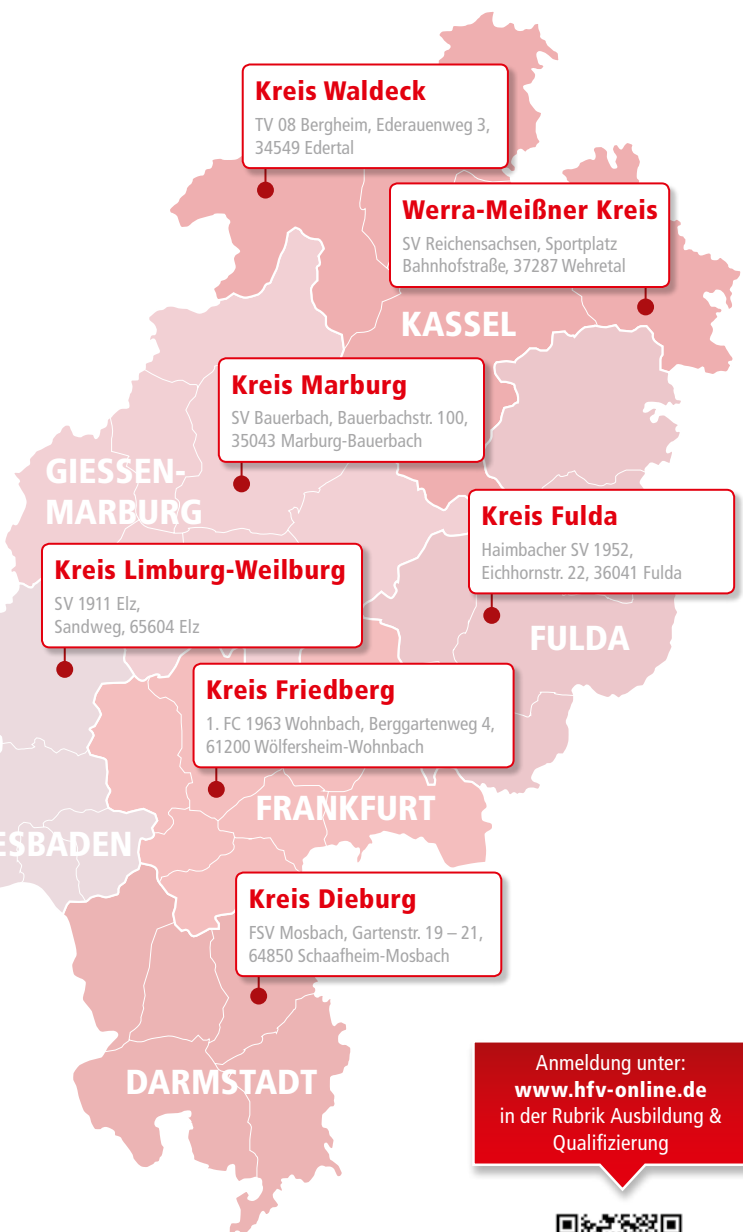 Kreis Waldeck
TV 08 Bergheim, Ederauenweg 3,
34549 Edertal
Werra-Meißner Kreis
SV Reichensachsen, Sportplatz
Bahnhofstraße, 37287 Wehretal
KASSEL
Kreis Marburg
SV Bauerbach, Bauerbachstr. 100,
35043 Marburg-Bauerbach
GIESSEN-
MARBURG
Kreis Fulda
Haimbacher SV 1952,
Eichhornstr. 22, 36041 Fulda
FULDA
Kreis Limburg-Weilburg
SV 1911 Elz,
Sandweg, 65604 Elz
Kreis Friedberg
1. FC 1963 Wohnbach, Berggartenweg 4,
61200 Wölfersheim-Wohnbach
FRANKFURT
ESBADEN
Kreis Dieburg
FSV Mosbach, Gartenstr. 19 – 21,
64850 Schaafheim-Mosbach
DARMSTADT
Anmeldung unter:
www.hfv-online.de
in der Rubrik Ausbildung &
Qualifizierung